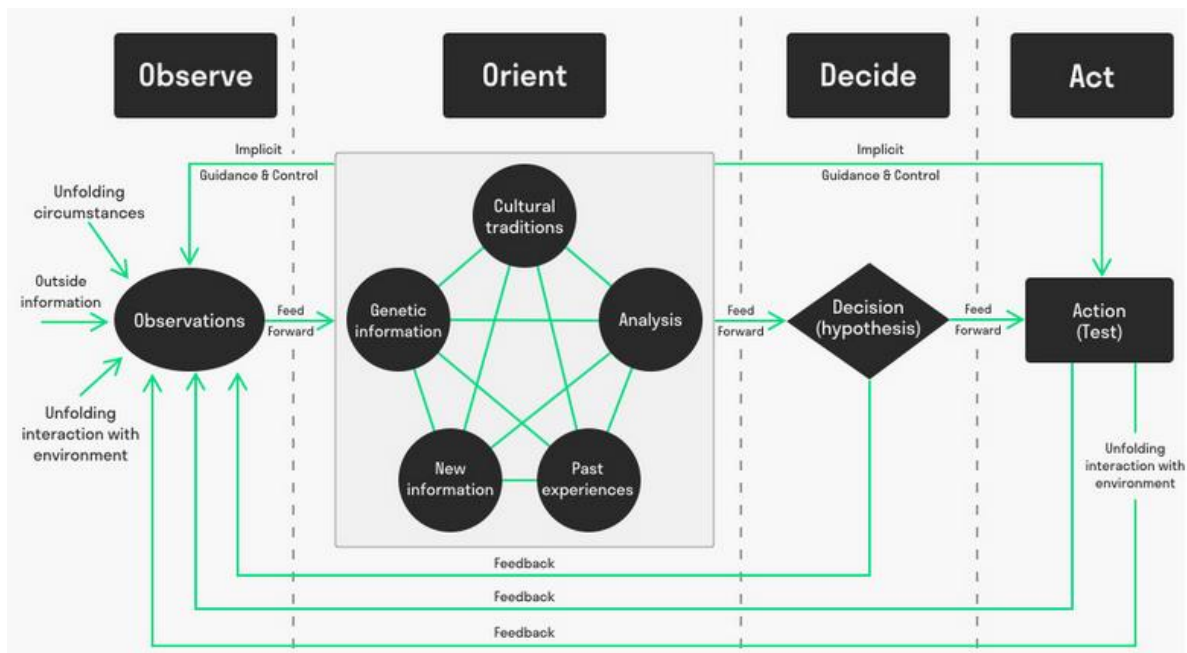 Observe
Orient
Decide
Act
Implicit
Guidance & Control
Implicit
Guidance & Control
Unfolding
circumstances
Outside
information
Unfolding
interaction with
environment
Observations
Feed
Forward
Cultural
traditions
Genetic
information
Analysis
New
information
Past
experiences
Feed
Forward
Decision
(hypothesis)
Feed
Forward
Action
(Test)
Unfolding
interaction with
environment
Feedback
Feedback
Feedback